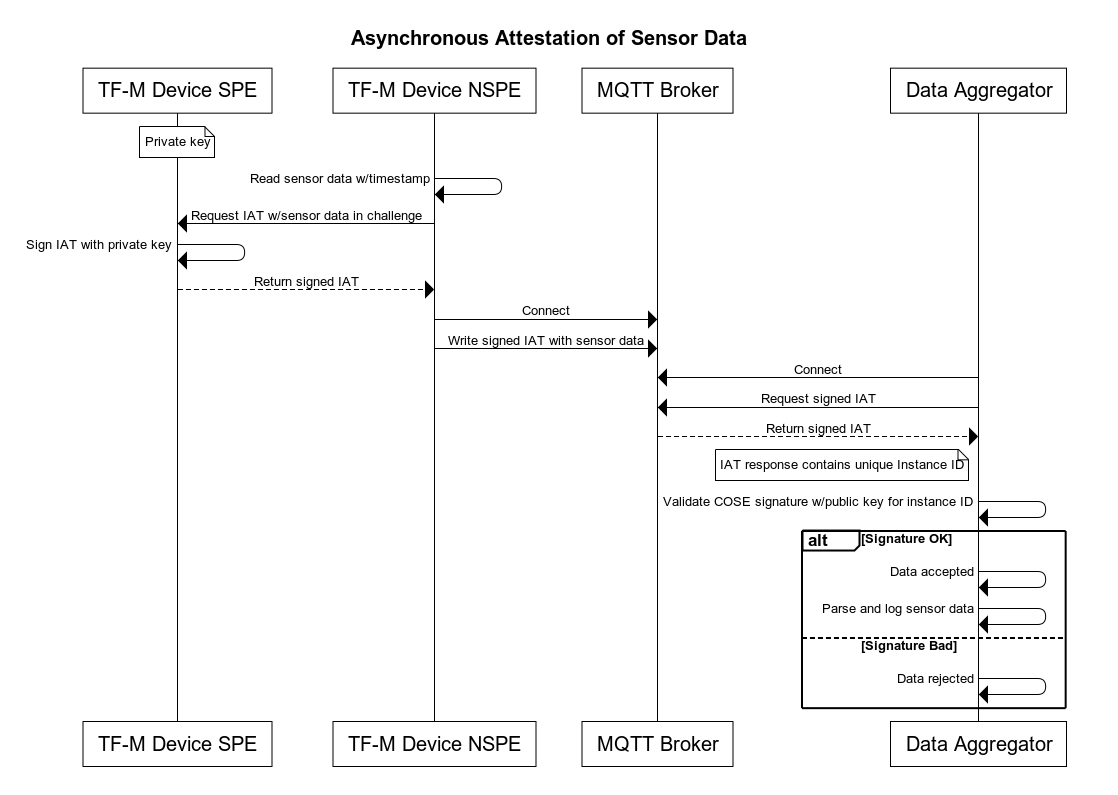 Asynchronous Attestation of Sensor Data
TF-M Device SPE
TF-M Device NSPE
MQTT Broker
Data Aggregator
Private key
Read sensor data w/timestamp
Request IAT w/sensor data in challenge
Sign IAT with private key
Return signed IAT
Connect
Write signed IAT with sensor data
Connect
Request signed IAT
Return signed IAT
IAT response contains unique Instance ID
Validate COSE signature w/public key for instance ID
alt
[Signature OK]
Data accepted
Parse and log sensor data
[Signature Bad]
Data rejected
TF-M Device SPE
TF-M Device NSPE
MQTT Broker
Data Aggregator